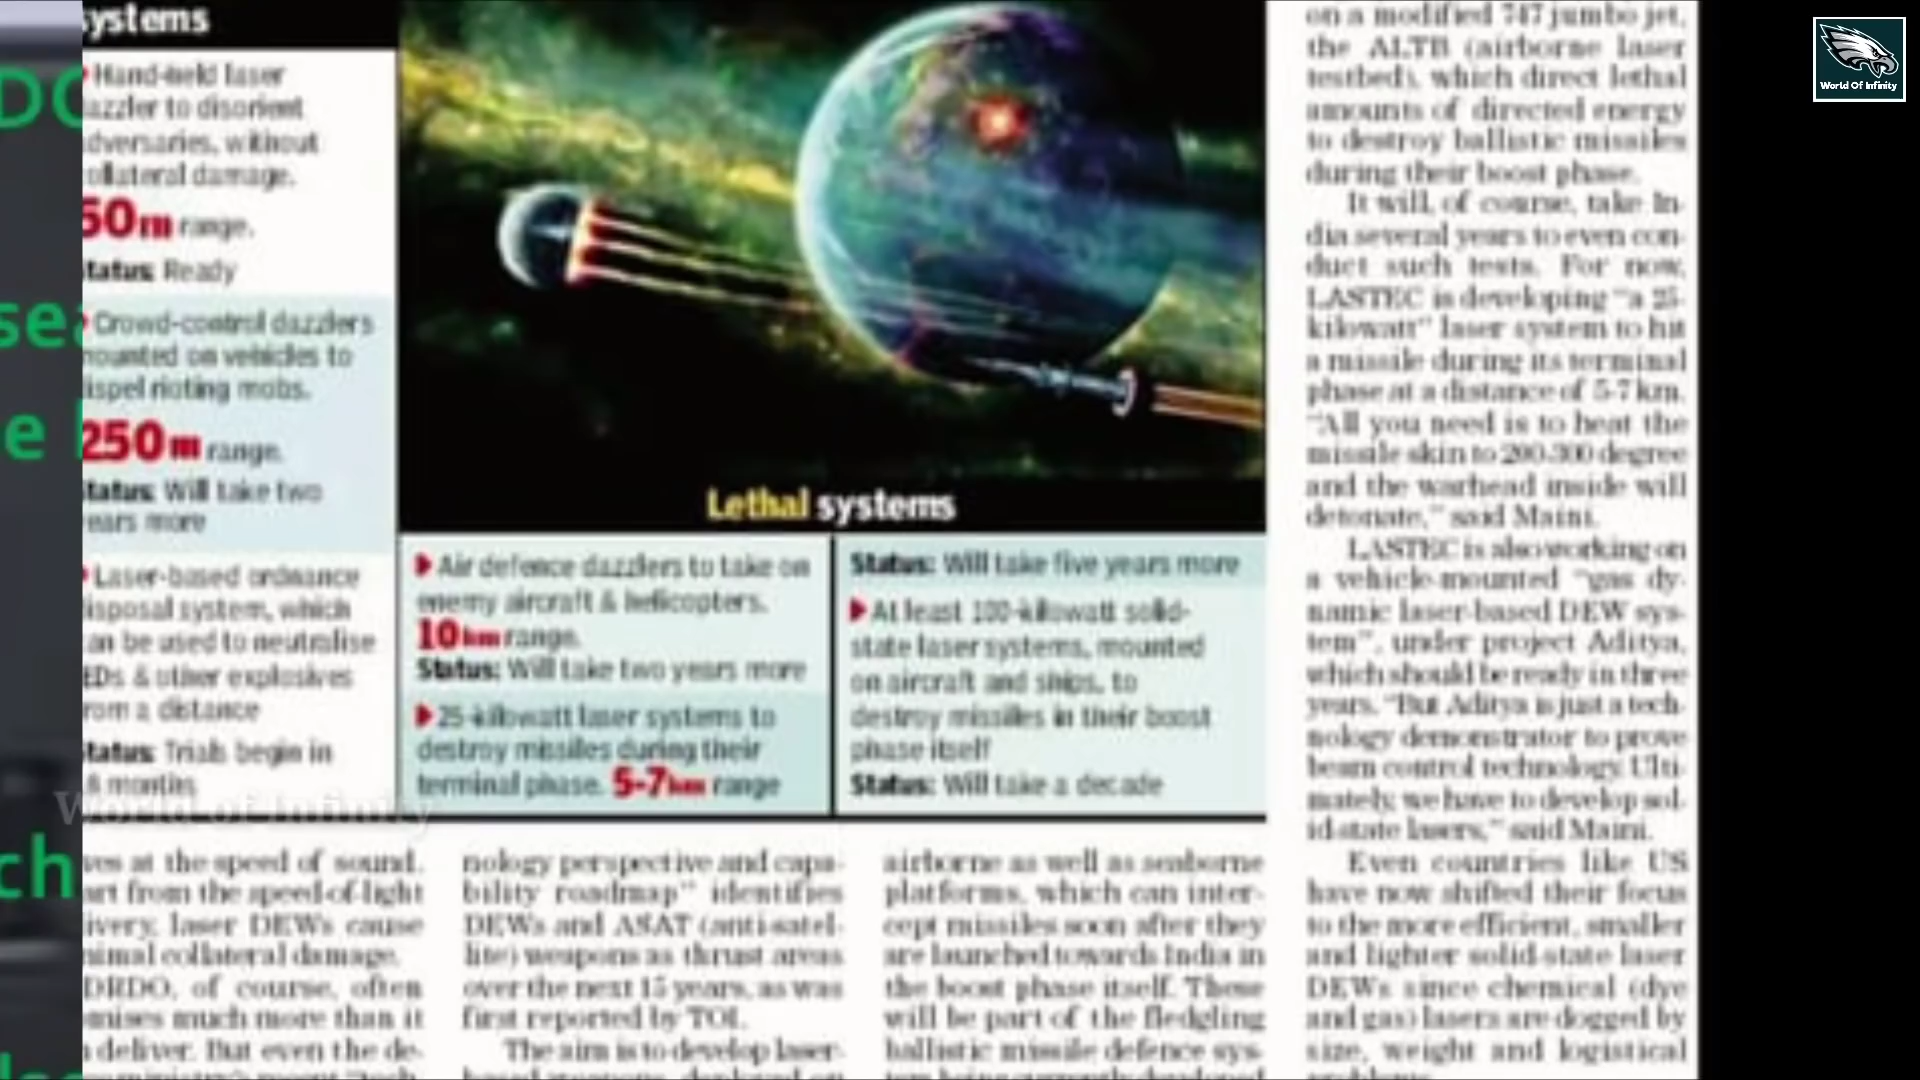 ystems
Hand-held laser
azzler to disorient
dversaries, without
ollateral damage.
50m range.
tatus: Ready
Crowd-control dazzlers
mounted on vehicles to
ispel rioting mobs.
250m range.
tatus: Will take two
ears more
Laser-based ordnance
isposal system, which
an be used to neutralise
EDs & other explosives
rom a distance
tatus: Trials begin in
8 months
Lethal systems
Air defence dazzlers to take on
enemy aircraft & helicopters.
10km range.
Status: Will take two years more
25-kilowatt laser systems to
destroy missiles during their
terminal phase. 5-7km range
Status: Will take five years more
At least 100-kilowatt solid-
state laser systems, mounted
on aircraft and ships, to
destroy missiles in their boost
phase itself
Status: Will take a decade
ves at the speed of sound.
art from the speed-of-light
livery, laser DEWs cause
nimal collateral damage.
DRDO, of course, often
omises much more than it
n deliver. But even the de-
nology perspective and capa-
bility roadmap" identifies
DEWs and ASAT (anti-satel-
lite) weapons as thrust areas
over the next 15 years, as was
first reported by TOI.
The aim is to develop laser-
airborne as well as seaborne
platforms, which can inter-
cept missiles soon after they
are launched towards India in
the boost phase itself. These
will be part of the fledgling
ballistic missile defence sys-
on a modified 747 jumbo jet,
the ALTB (airborne laser
testbed), which direct lethal
amounts of directed energy
to destroy ballistic missiles
during their boost phase.
It will, of course, take In-
dia several years to even con-
duct such tests. For now,
LASTEC is developing "a 25-
kilowatt" laser system to hit
a missile during its terminal
phase at a distance of 5-7 km.
"All you need is to heat the
missile skin to 200-300 degree
and the warhead inside will
detonate," said Maini.
LASTEC is also working on
a vehicle-mounted "gas dy-
namic laser-based DEW sys-
tem", under project Aditya,
which should be ready in three
years. "But Aditya is just a tech-
nology demonstrator to prove
beam control technology. Ulti-
mately, we have to develop sol-
id-state lasers," said Maini.
Even countries like US
have now shifted their focus
to the more efficient, smaller
and lighter solid-state laser
DEWs since chemical (dye
and gas) lasers are dogged by
size, weight and logistical
World Of Infinity
World of Infinity